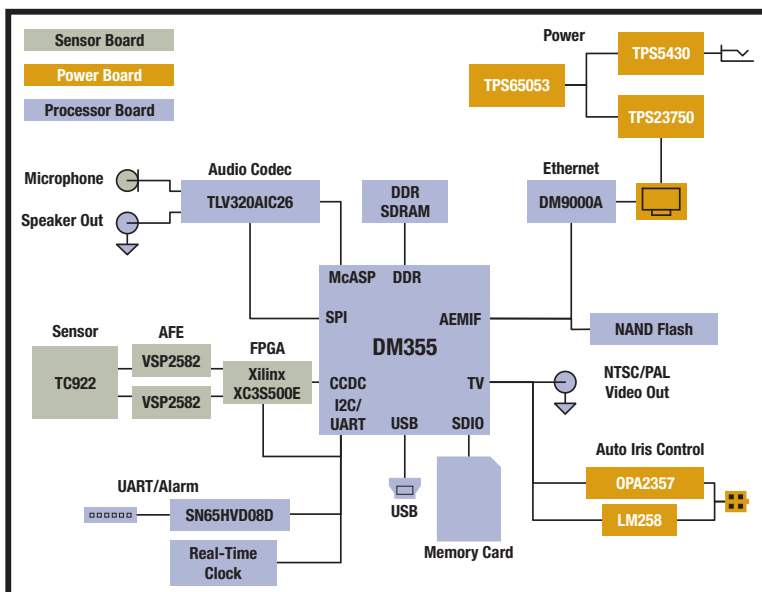 Sensor Board
Power Board
Processor Board
Power
TPS5430
TPS65053
TPS23750
Microphone
Speaker Out
Audio Codec
TLV320AIC26
DDR
SDRAM
Ethernet
DM9000A
McASP
DDR
SPI
AEMIF
DM355
NAND Flash
Sensor
TC922
AFE
VSP2582
VSP2582
FPGA
Xilinx
XC3S500E
CCDC
I2C/
UART
TV
USB
SDIO
NTSC/PAL
Video Out
Auto Iris Control
OPA2357
LM258
UART/Alarm
SN65HVD08D
Real-Time
Clock
USB
Memory Card